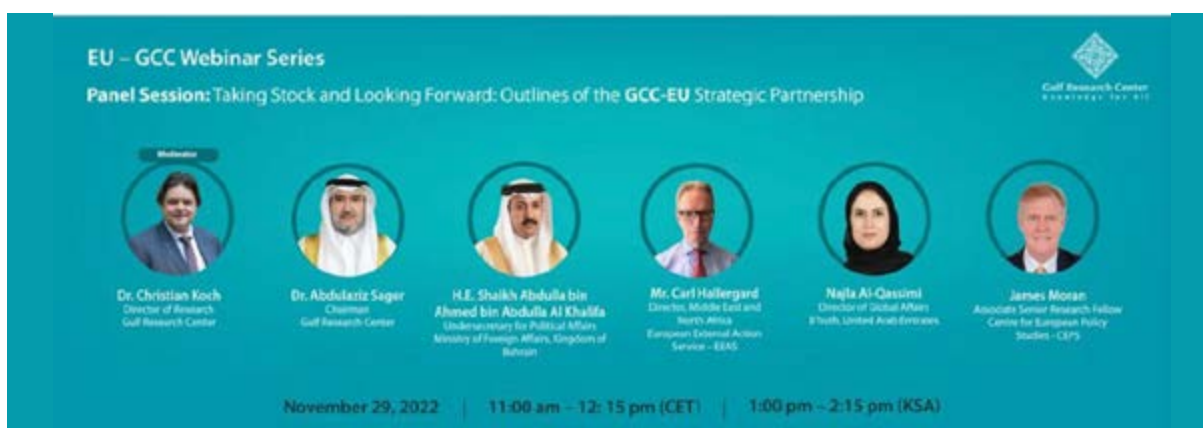 EU – GCC Webinar Series
Panel Session: Taking Stock and Looking Forward: Outlines of the GCC-EU Strategic Partnership
Gulf Research Center
Knowledge for All
Moderator
Dr. Christian Koch
Director of Research
Gulf Research Center
Dr. Abdulaziz Sager
Chairman
Gulf Research Center
H.E. Shaikh Abdulla bin
Ahmed bin Abdulla Al Khalifa
Undersecretary for Political Affairs
Ministry of Foreign Affairs, Kingdom of
Bahrain
Mr. Carl Hallergard
Director, Middle East and
North Africa
European External Action
Service – EEAS
Najla Al-Qassimi
Director of Global Affairs
B'huth, United Arab Emirates
James Moran
Associate Senior Research Fellow
Centre for European Policy
Studies - CEPS
November 29, 2022 | 11:00 am – 12: 15 pm (CET) | 1:00 pm – 2:15 pm (KSA)